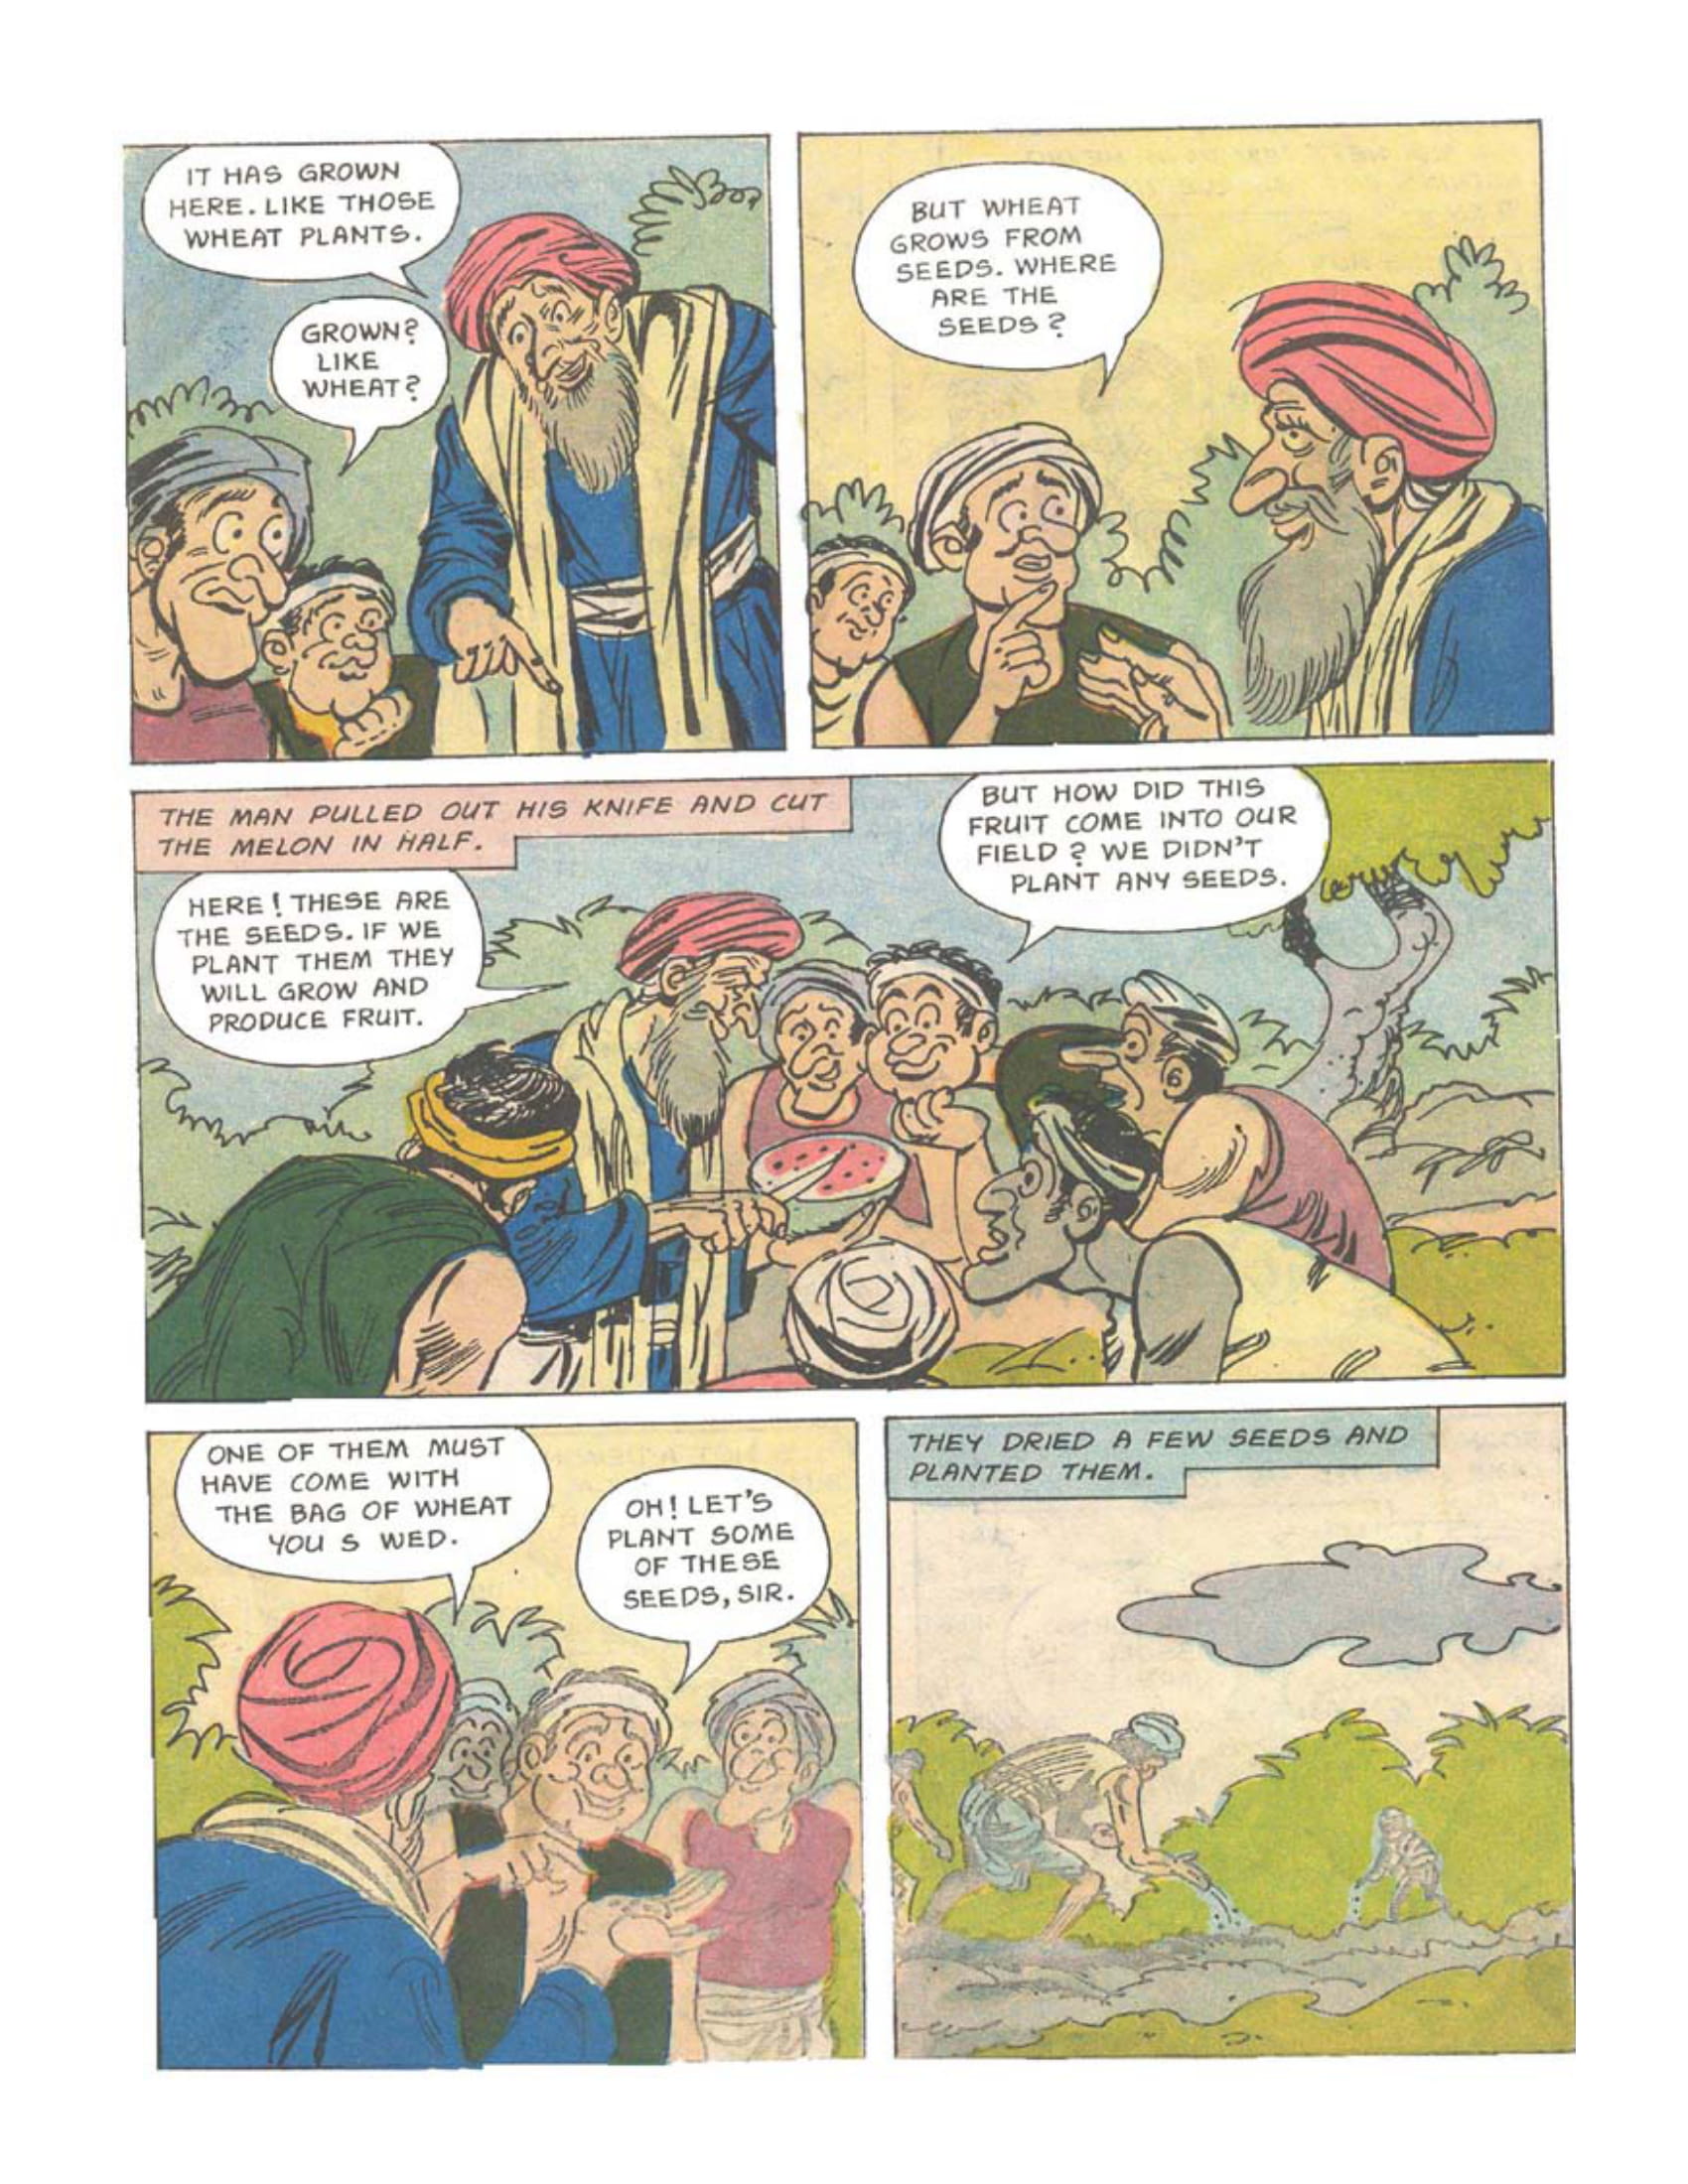 IT HAS GROWN
HERE. LIKE THOSE
WHEAT PLANTS.
GROWN?
LIKE
WHEAT?
BUT WHEAT
GROWS FROM
SEEDS. WHERE
ARE THE
SEEDS?
THE MAN PULLED OUT HIS KNIFE AND CUT
THE MELON IN HALF.
HERE! THESE ARE
THE SEEDS. IF WE
PLANT THEM THEY
WILL GROW AND
PRODUCE FRUIT.
BUT HOW DID THIS
FRUIT COME INTO OUR
FIELD? WE DIDN'T
PLANT ANY SEEDS.
ONE OF THEM MUST
HAVE COME WITH
THE BAG OF WHEAT
YOU S WED.
OH! LET'S
PLANT SOME
OF THESE
SEEDS, SIR.
THEY DRIED A FEW SEEDS AND
PLANTED THEM.